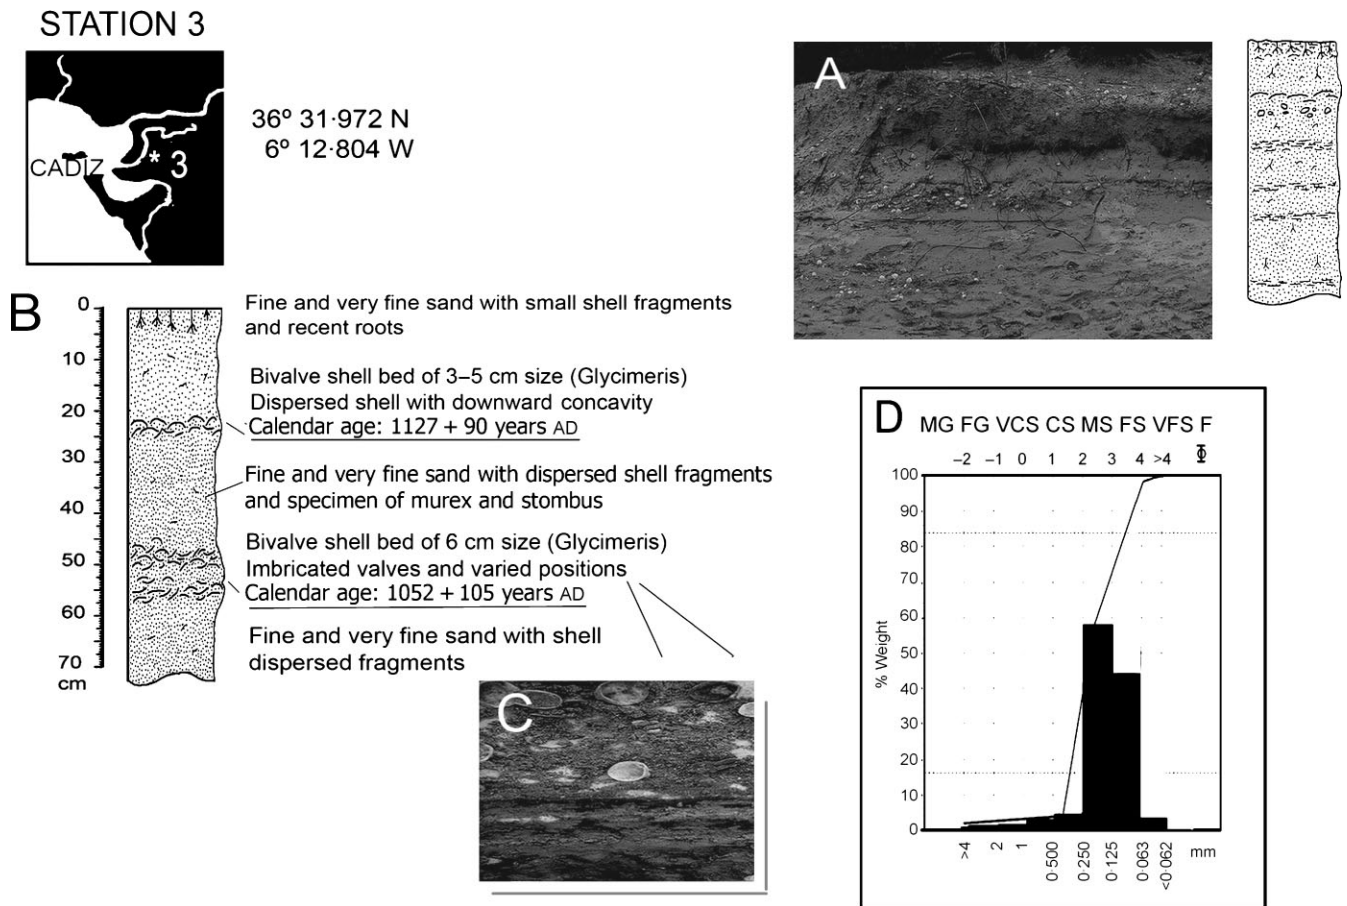 STATION 3
CADIZ
* 3
36º 31·972 N
6º 12·804 W
A
B
0
10
20
30
40
50
60
70
cm
Fine and very fine sand with small shell fragments
and recent roots
Bivalve shell bed of 3–5 cm size (Glycimeris)
Dispersed shell with downward concavity
Calendar age: 1127 + 90 years AD
Fine and very fine sand with dispersed shell fragments
and specimen of murex and stombus
Bivalve shell bed of 6 cm size (Glycimeris)
Imbricated valves and varied positions
Calendar age: 1052 + 105 years AD
Fine and very fine sand with shell
dispersed fragments
C
D
MG FG VCS CS MS FS VFS F
–2 –1 0 1 2 3 4 >4 Φ
100
90
80
70
60
50
40
30
20
10
0
% Weight
>4 2 1 0·500 0·250 0·125 0·063 <0·062 mm